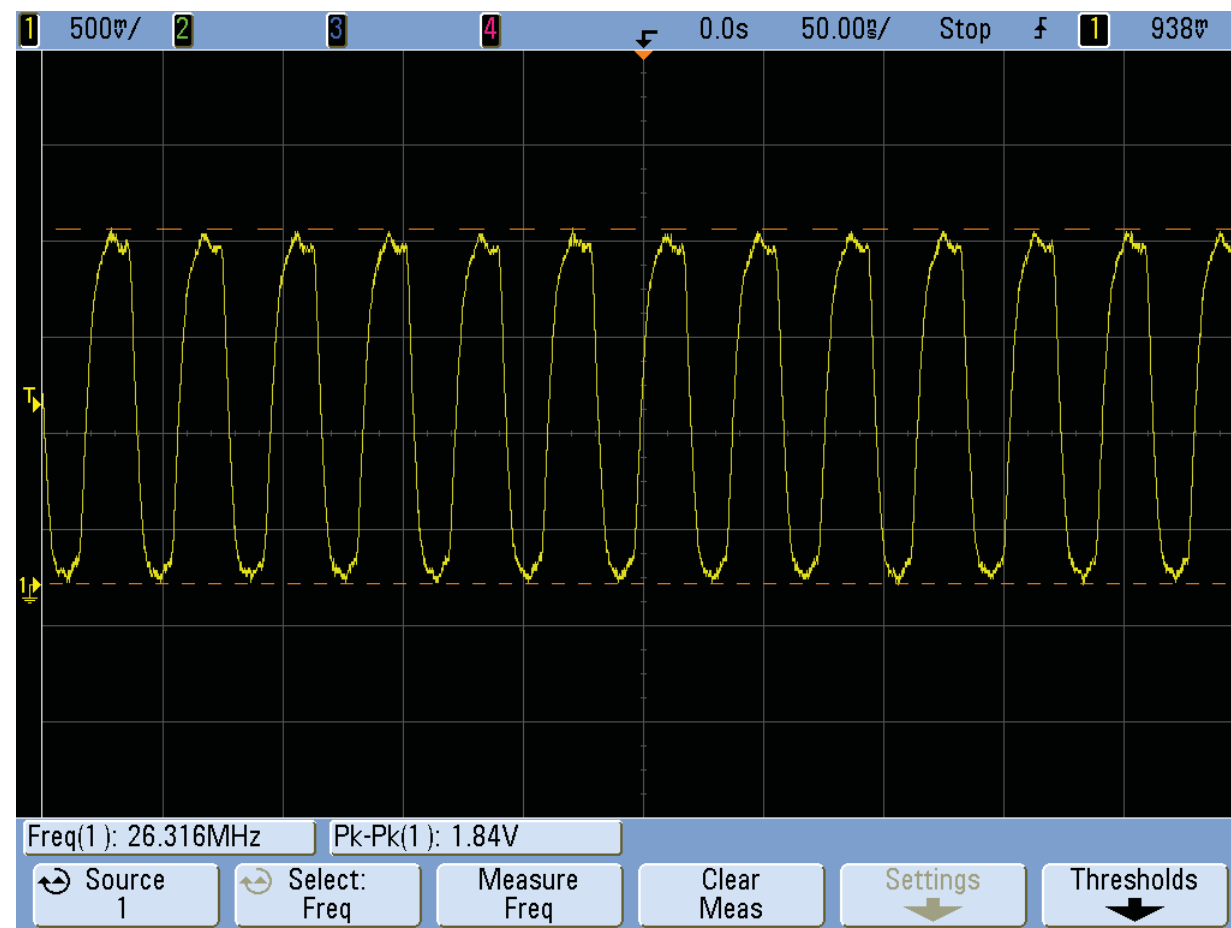 1 500mV/ 2 3 4 0.0s 50.00ns/ Stop 1 938mV
T
1
Freq(1): 26.316MHz Pk-Pk(1): 1.84V
Source Select: Measure Clear Settings Thresholds
1 Freq Freq Meas